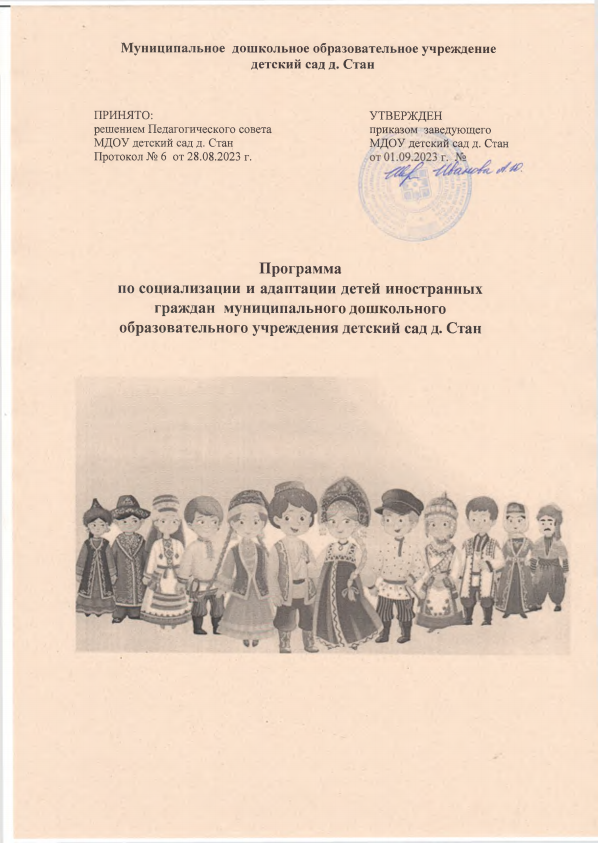 Муниципальное дошкольное образовательное учреждение
детский сад д. Стан
ПРИНЯТО:
решением Педагогического совета
МДОУ детский сад д. Стан
Протокол № 6 от 28.08.2023 г.
УТВЕРЖДЕН
приказом заведующего
МДОУ детский сад д. Стан
от 01.09.2023 г. №
Иванова А.Ю.
Программа
по социализации и адаптации детей иностранных
граждан муниципального дошкольного
образовательного учреждения детский сад д. Стан